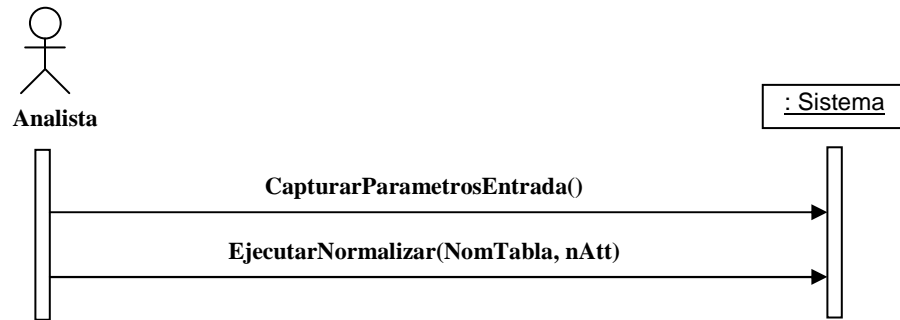 Analista
: Sistema
CapturarParametrosEntrada()
EjecutarNormalizar(NomTabla, nAtt)